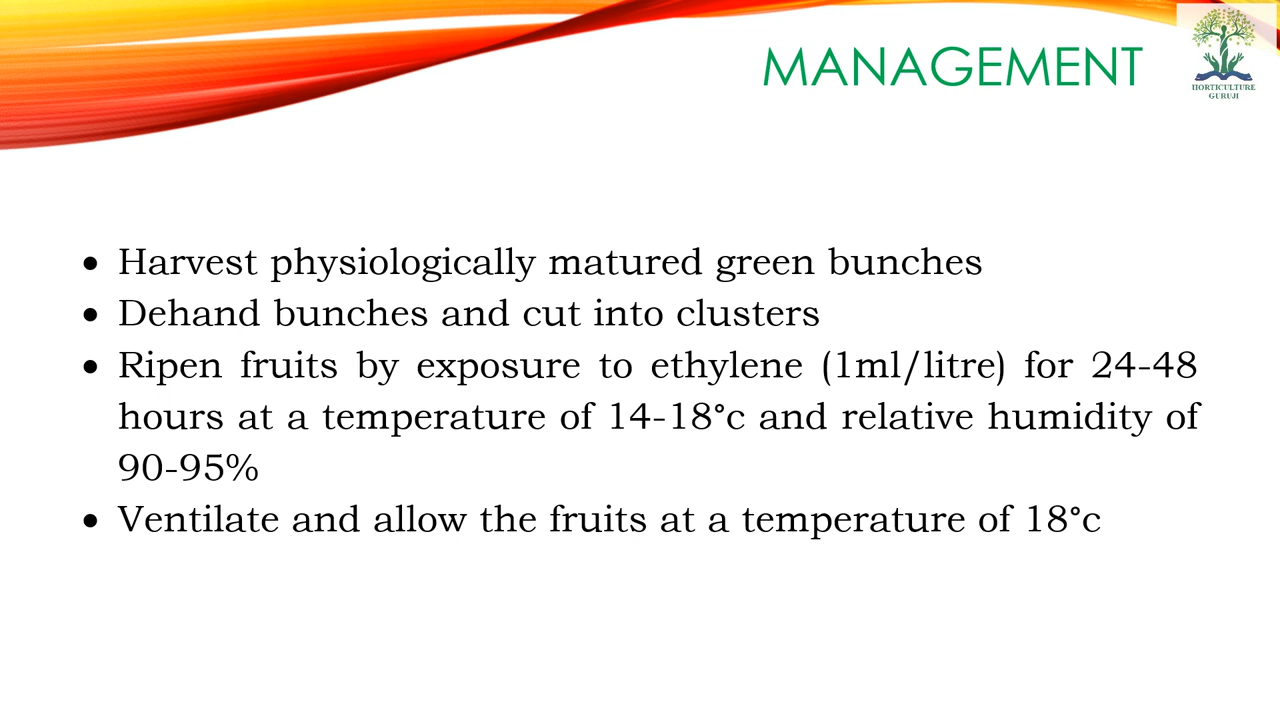 MANAGEMENT
HORTICULTURE
GURUJI
• Harvest physiologically matured green bunches
• Dehand bunches and cut into clusters
• Ripen fruits by exposure to ethylene (1ml/litre) for 24-48
hours at a temperature of 14-18°c and relative humidity of
90-95%
• Ventilate and allow the fruits at a temperature of 18°c